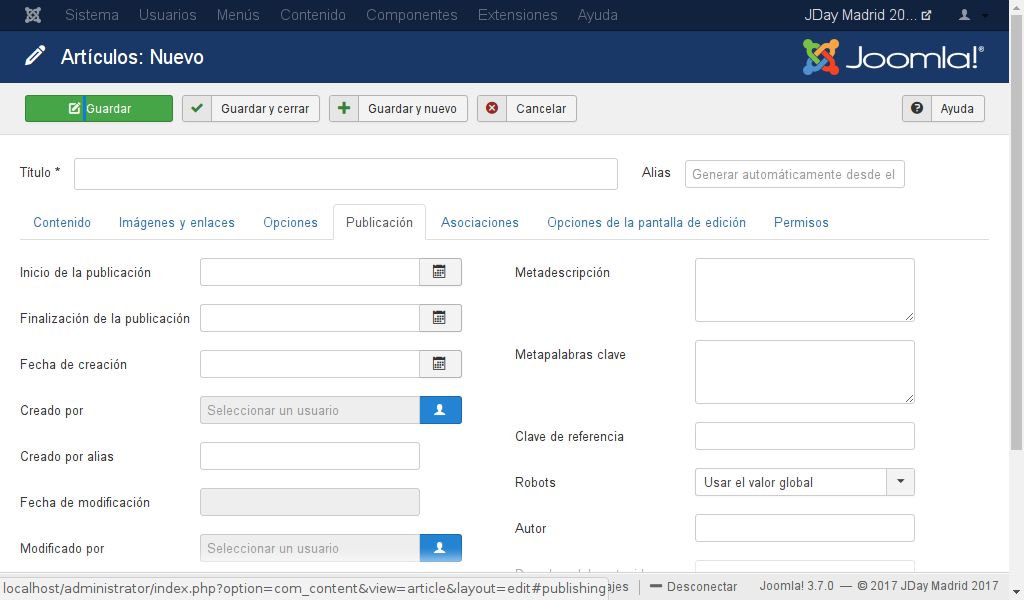 Sistema Usuarios Menús Contenido Componentes Extensiones Ayuda JDay Madrid 20...
Artículos: Nuevo Joomla!®
Guardar Guardar y cerrar Guardar y nuevo Cancelar Ayuda
Título * Alias Generar automáticamente desde el
Contenido Imágenes y enlaces Opciones Publicación Asociaciones Opciones de la pantalla de edición Permisos
Inicio de la publicación
Finalización de la publicación
Fecha de creación
Creado por Seleccionar un usuario
Creado por alias
Fecha de modificación
Modificado por Seleccionar un usuario
Metadescripción
Metapalabras clave
Clave de referencia
Robots Usar el valor global
Autor
localhost/administrator/index.php?option=com_content&view=article&layout=edit#publishing
Desconectar Joomla! 3.7.0 — © 2017 JDay Madrid 2017